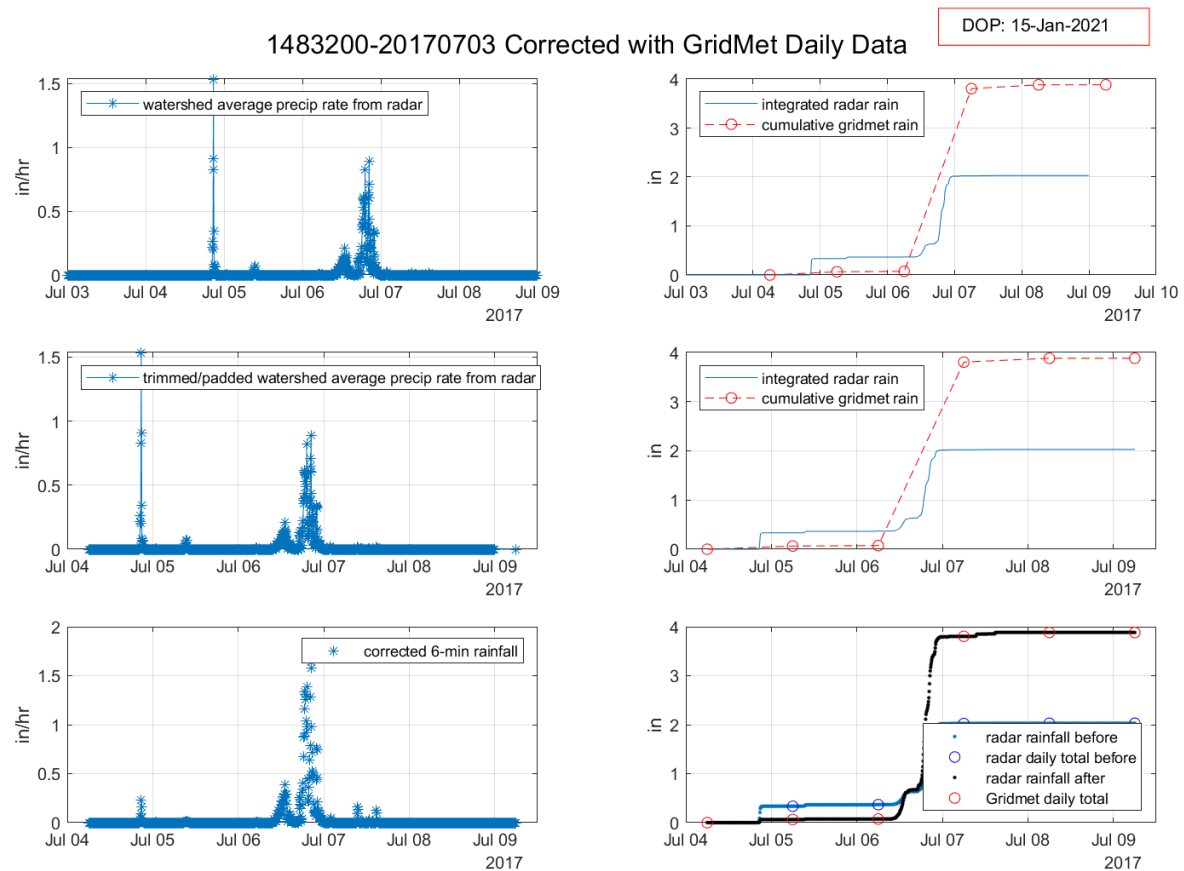 DOP: 15-Jan-2021
1483200-20170703 Corrected with GridMet Daily Data
1.5
1
0.5
0
in/hr
watershed average precip rate from radar
Jul 03 Jul 04 Jul 05 Jul 06 Jul 07 Jul 08 Jul 09
2017
4
3
2
1
0
in
integrated radar rain
cumulative gridmet rain
Jul 03 Jul 04 Jul 05 Jul 06 Jul 07 Jul 08 Jul 09 Jul 10
2017
1.5
1
0.5
0
in/hr
trimmed/padded watershed average precip rate from radar
Jul 04 Jul 05 Jul 06 Jul 07 Jul 08 Jul 09
2017
4
3
2
1
0
in
integrated radar rain
cumulative gridmet rain
Jul 04 Jul 05 Jul 06 Jul 07 Jul 08 Jul 09
2017
2
1.5
1
0.5
0
in/hr
corrected 6-min rainfall
Jul 04 Jul 05 Jul 06 Jul 07 Jul 08 Jul 09
2017
4
3
2
1
0
in
radar rainfall before
radar daily total before
radar rainfall after
Gridmet daily total
Jul 04 Jul 05 Jul 06 Jul 07 Jul 08 Jul 09
2017